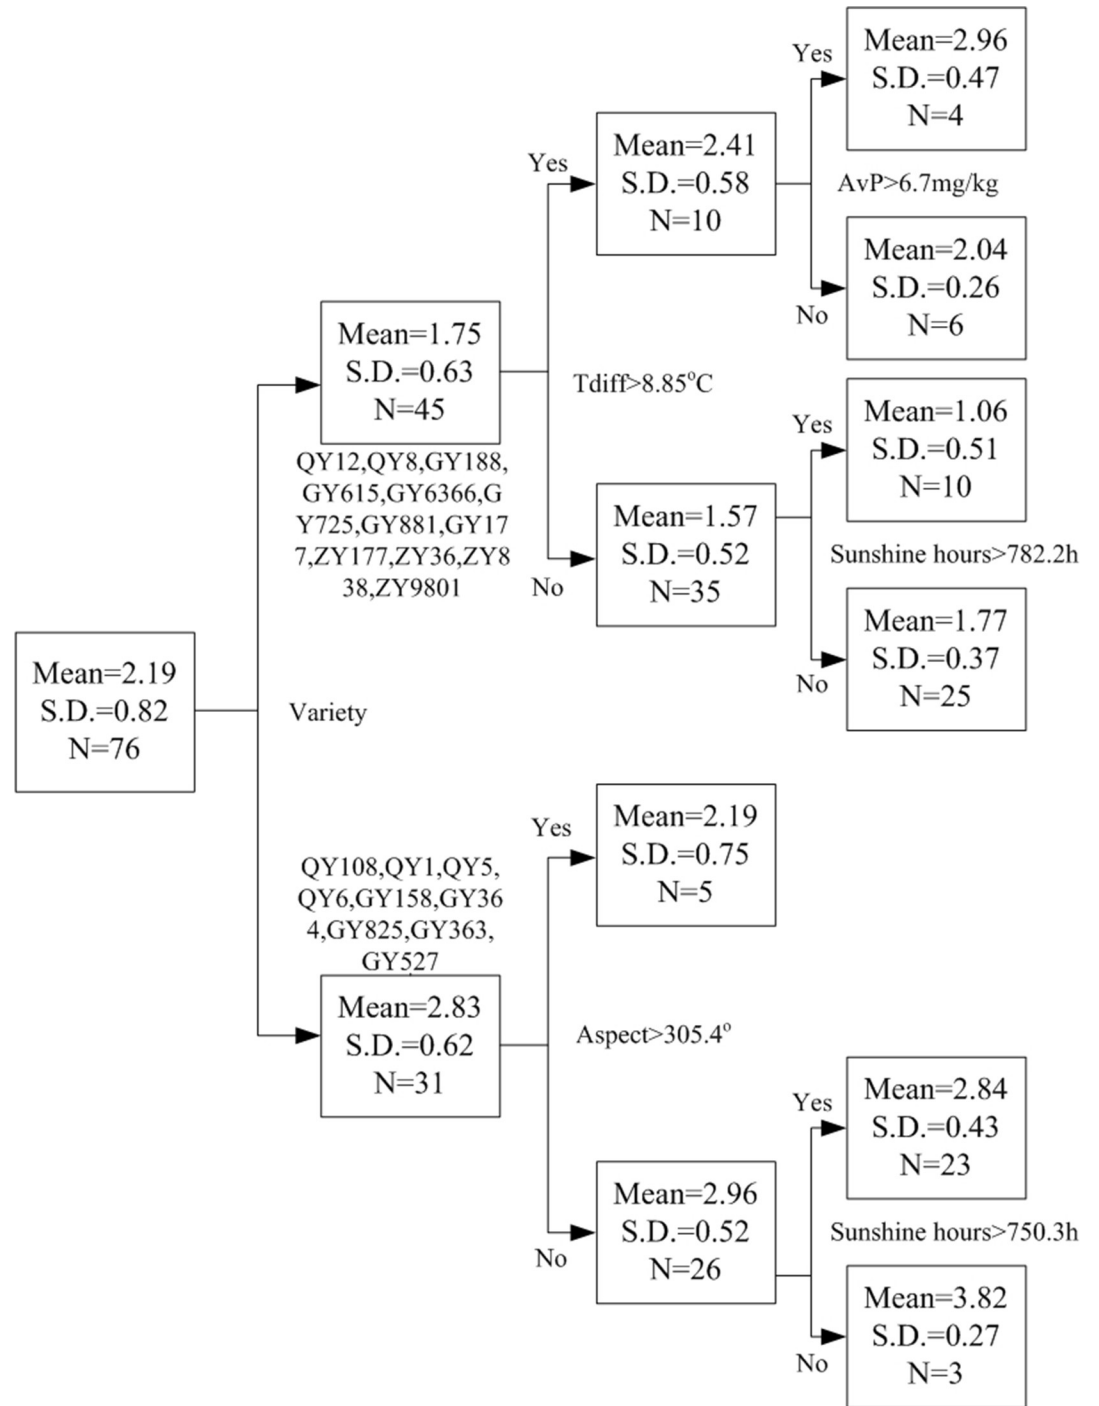 Mean=2.96
S.D.=0.47
N=4
Yes
AvP>6.7mg/kg
Mean=2.41
S.D.=0.58
N=10
Yes
Mean=2.04
S.D.=0.26
N=6
No
Mean=1.75
S.D.=0.63
N=45
QY12,QY8,GY188,
GY615,GY6366,G
Y725,GY881,GY17
7,ZY177,ZY36,ZY8
38,ZY9801
Tdiff>8.85°C
Mean=1.06
S.D.=0.51
N=10
Yes
Mean=1.57
S.D.=0.52
N=35
No
Sunshine hours>782.2h
Mean=1.77
S.D.=0.37
N=25
No
Mean=2.19
S.D.=0.82
N=76
Variety
Mean=2.19
S.D.=0.75
N=5
Yes
QY108,QY1,QY5,
QY6,GY158,GY36
4,GY825,GY363,
GY527
Mean=2.83
S.D.=0.62
N=31
Aspect>305.4°
Mean=2.84
S.D.=0.43
N=23
Yes
Mean=2.96
S.D.=0.52
N=26
No
Sunshine hours>750.3h
Mean=3.82
S.D.=0.27
N=3
No